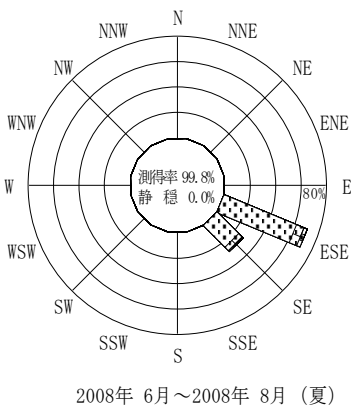 N
NNW NNE
NW NE
WNW ENE
測得率 99.8%
静 穏 0.0%
W 80% E
WSW ESE
SW SE
SSW SSE
S
2008年 6月～2008年 8月 (夏)